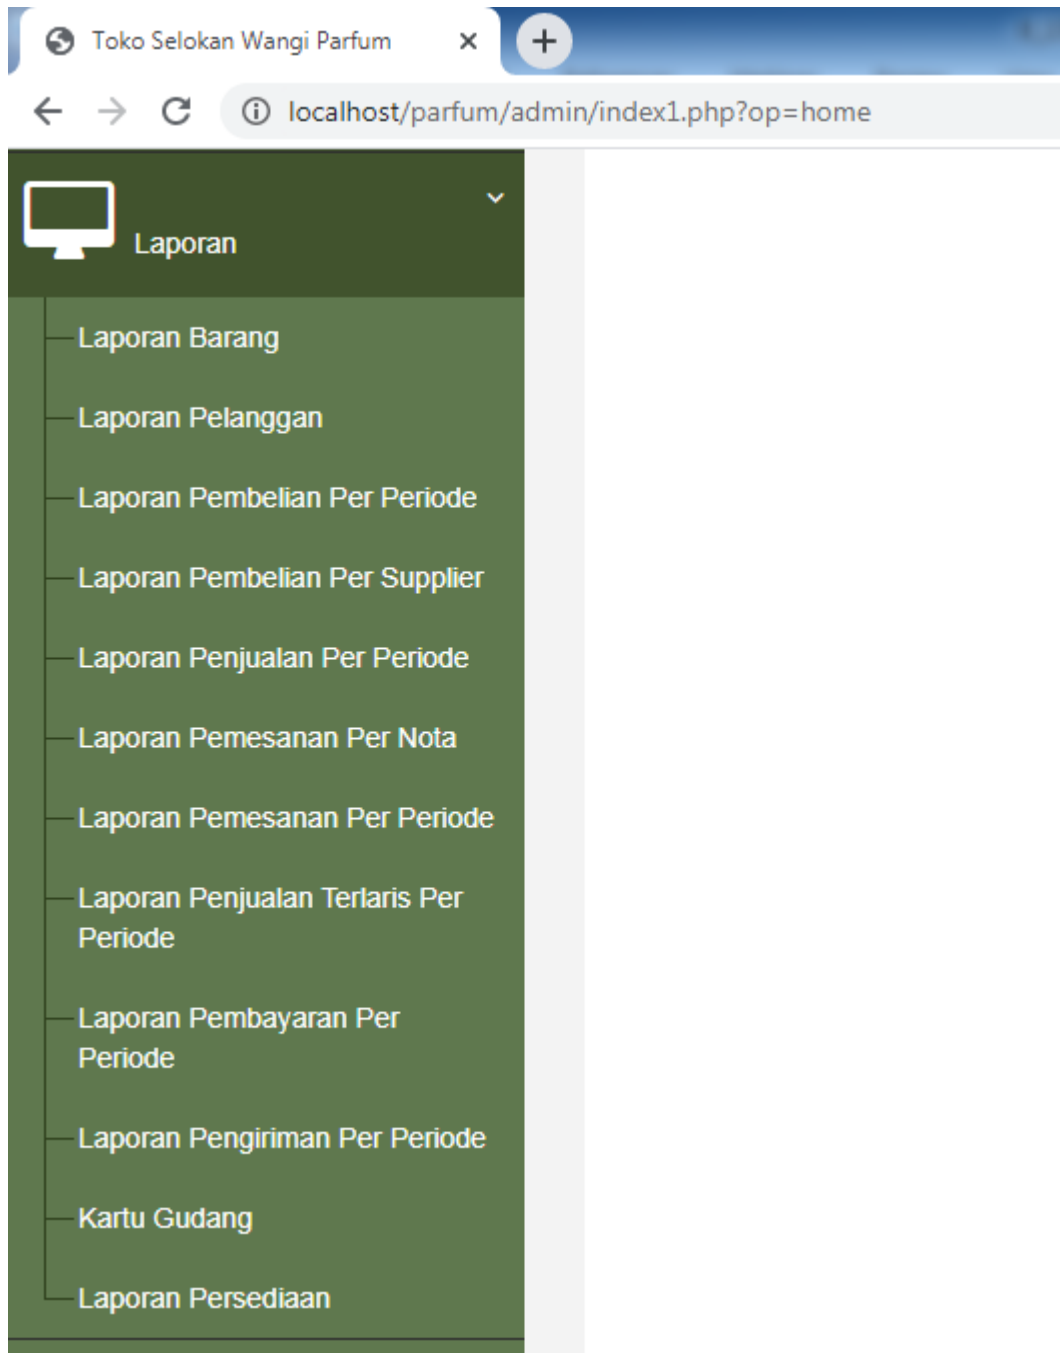 Toko Selokan Wangi Parfum
localhost/parfum/admin/index1.php?op=home
Laporan
Laporan Barang
Laporan Pelanggan
Laporan Pembelian Per Periode
Laporan Pembelian Per Supplier
Laporan Penjualan Per Periode
Laporan Pemesanan Per Nota
Laporan Pemesanan Per Periode
Laporan Penjualan Terlaris Per
Periode
Laporan Pembayaran Per
Periode
Laporan Pengiriman Per Periode
Kartu Gudang
Laporan Persediaan